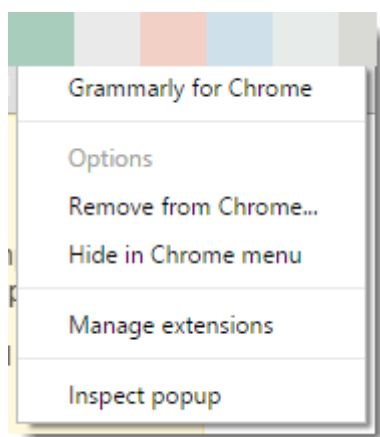 Grammarly for Chrome
Options
Remove from Chrome...
Hide in Chrome menu
Manage extensions
Inspect popup